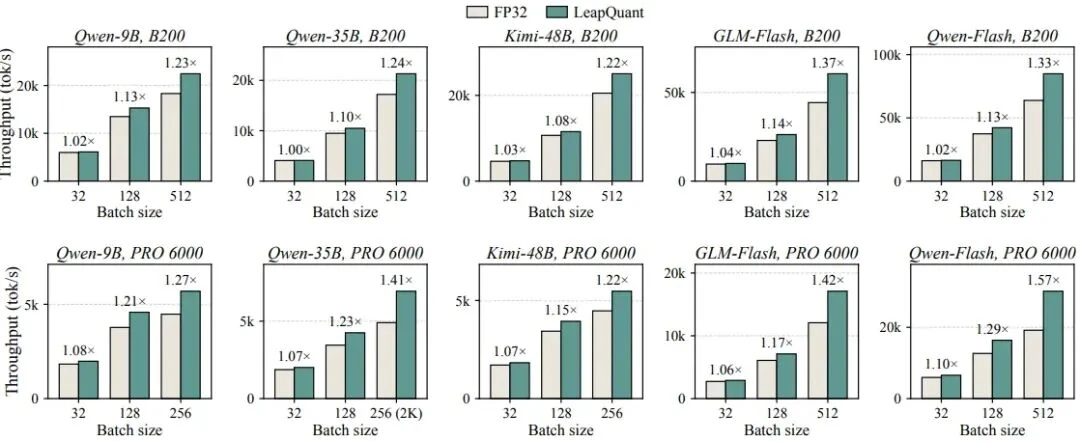 FP32 LeapQuant
Qwen-9B, B200
Throughput (tok/s)
20k
10k
0
1.02×
1.13×
1.23×
32 128 512
Batch size
Qwen-35B, B200
20k
10k
0
1.00×
1.10×
1.24×
32 128 512
Batch size
Kimi-48B, B200
20k
0
1.03×
1.08×
1.22×
32 128 512
Batch size
GLM-Flash, B200
50k
0
1.04×
1.14×
1.37×
32 128 512
Batch size
Qwen-Flash, B200
100k
50k
0
1.02×
1.13×
1.33×
32 128 512
Batch size
Qwen-9B, PRO 6000
Throughput (tok/s)
5k
0
1.08×
1.21×
1.27×
32 128 256
Batch size
Qwen-35B, PRO 6000
5k
0
1.07×
1.23×
1.41×
32 128 256 (2K)
Batch size
Kimi-48B, PRO 6000
5k
0
1.07×
1.15×
1.22×
32 128 256
Batch size
GLM-Flash, PRO 6000
20k
10k
0
1.06×
1.17×
1.42×
32 128 512
Batch size
Qwen-Flash, PRO 6000
20k
0
1.10×
1.29×
1.57×
32 128 512
Batch size